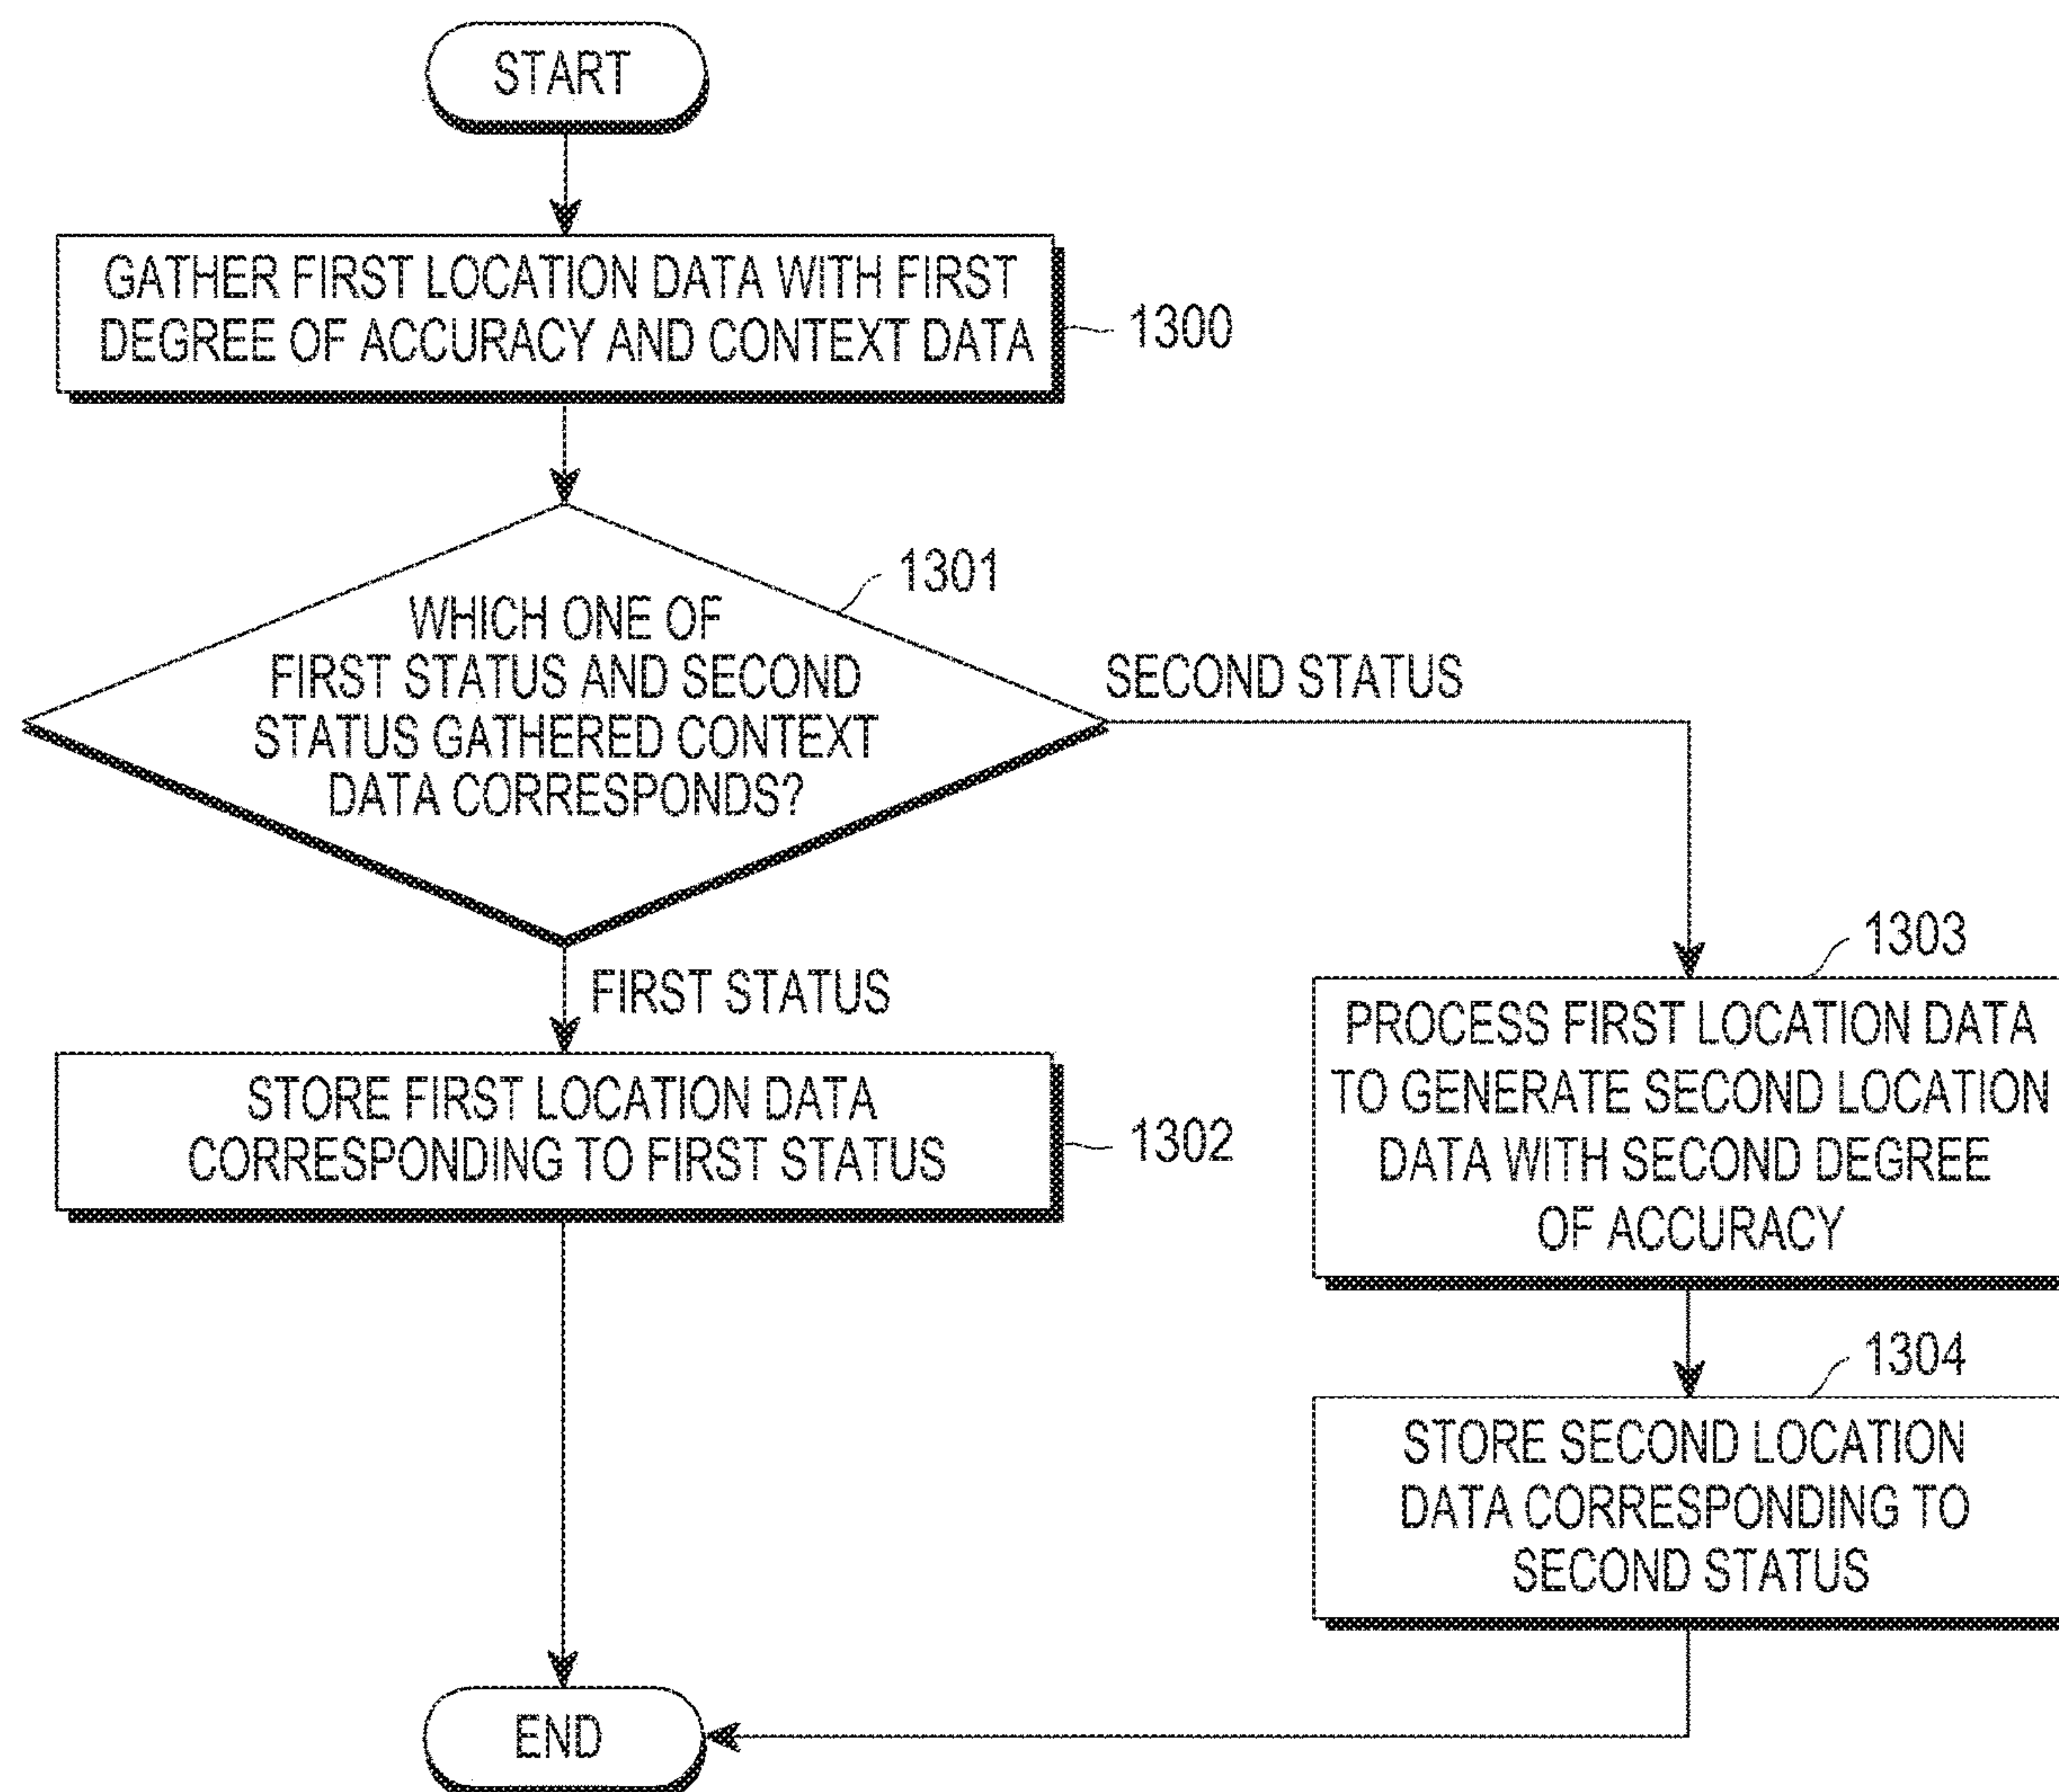 START
GATHER FIRST LOCATION DATA WITH FIRST
DEGREE OF ACCURACY AND CONTEXT DATA
1300
1301
WHICH ONE OF
FIRST STATUS AND SECOND
STATUS GATHERED CONTEXT
DATA CORRESPONDS?
SECOND STATUS
FIRST STATUS
STORE FIRST LOCATION DATA
CORRESPONDING TO FIRST STATUS
1302
1303
PROCESS FIRST LOCATION DATA
TO GENERATE SECOND LOCATION
DATA WITH SECOND DEGREE
OF ACCURACY
1304
STORE SECOND LOCATION
DATA CORRESPONDING TO
SECOND STATUS
END